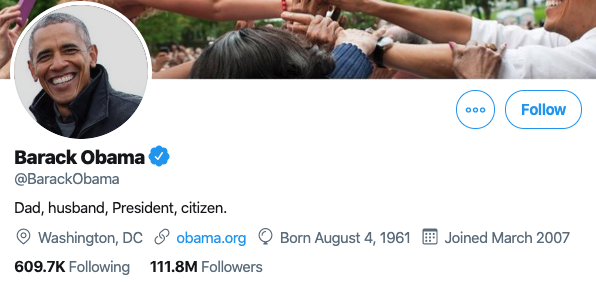 Follow
Barack Obama
@BarackObama
Dad, husband, President, citizen.
Washington, DC obama.org Born August 4, 1961 Joined March 2007
609.7K Following 111.8M Followers